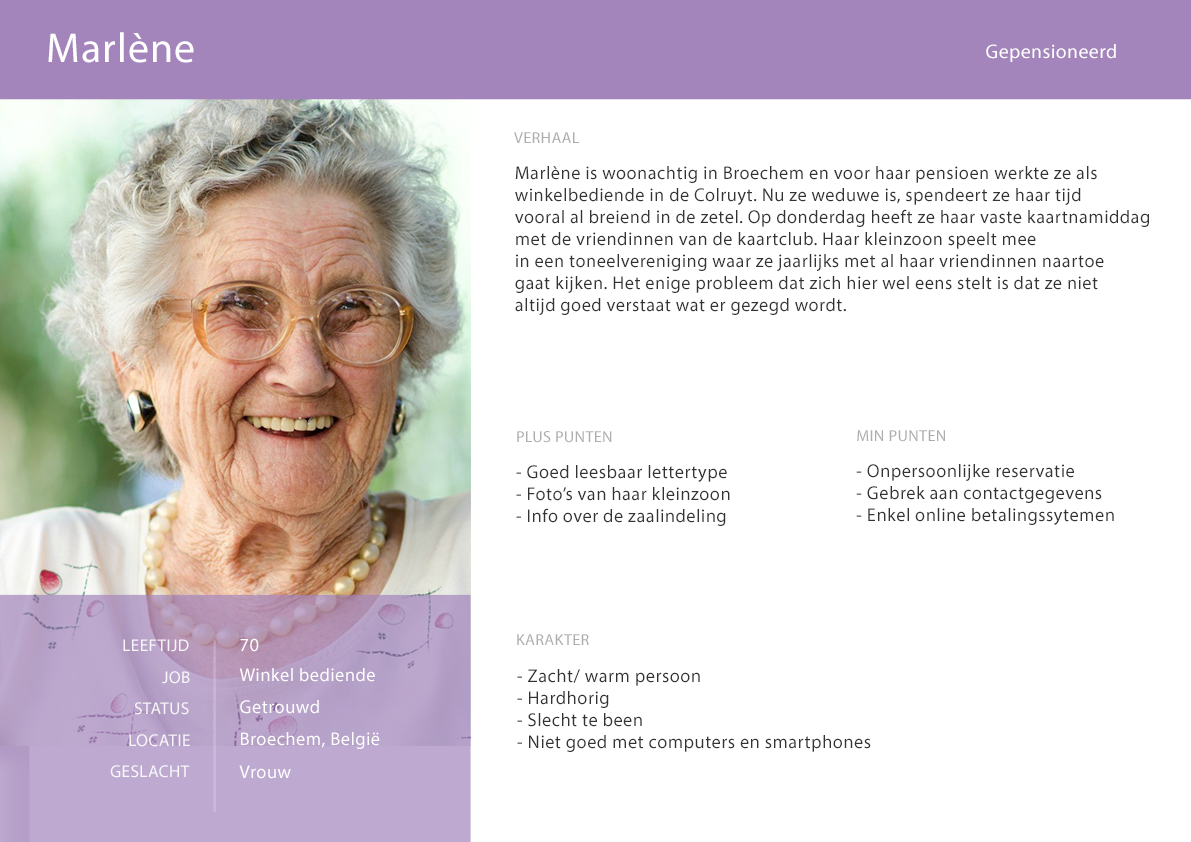 Marlène
Gepensioneerd
VERHAAL
Marlène is woonachtig in Broechem en voor haar pensioen werkte ze als
winkelbediende in de Colruyt. Nu ze weduwe is, spendeert ze haar tijd
vooral al breiend in de zetel. Op donderdag heeft ze haar vaste kaartnamiddag
met de vriendinnen van de kaartclub. Haar kleinzoon speelt mee
in een toneelvereniging waar ze jaarlijks met al haar vriendinnen naartoe
gaat kijken. Het enige probleem dat zich hier wel eens stelt is dat ze niet
altijd goed verstaat wat er gezegd wordt.
PLUS PUNTEN
- Goed leesbaar lettertype
- Foto’s van haar kleinzoon
- Info over de zaalindeling
MIN PUNTEN
- Onpersoonlijke reservatie
- Gebrek aan contactgegevens
- Enkel online betalingssytemen
KARAKTER
- Zacht/ warm persoon
- Hardhorig
- Slecht te been
- Niet goed met computers en smartphones
LEEFTIJD 70
JOB Winkel bediende
STATUS Getrouwd
LOCATIE Broechem, België
GESLACHT Vrouw